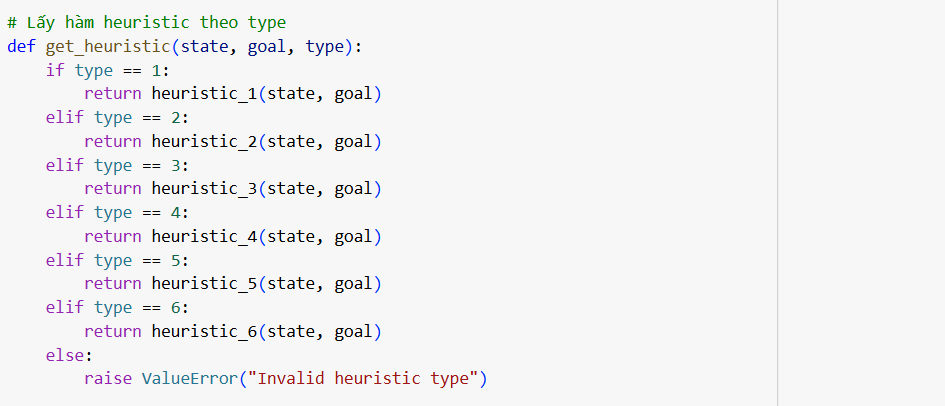 # Lấy hàm heuristic theo type
def get_heuristic(state, goal, type):
    if type == 1:
        return heuristic_1(state, goal)
    elif type == 2:
        return heuristic_2(state, goal)
    elif type == 3:
        return heuristic_3(state, goal)
    elif type == 4:
        return heuristic_4(state, goal)
    elif type == 5:
        return heuristic_5(state, goal)
    elif type == 6:
        return heuristic_6(state, goal)
    else:
        raise ValueError("Invalid heuristic type")